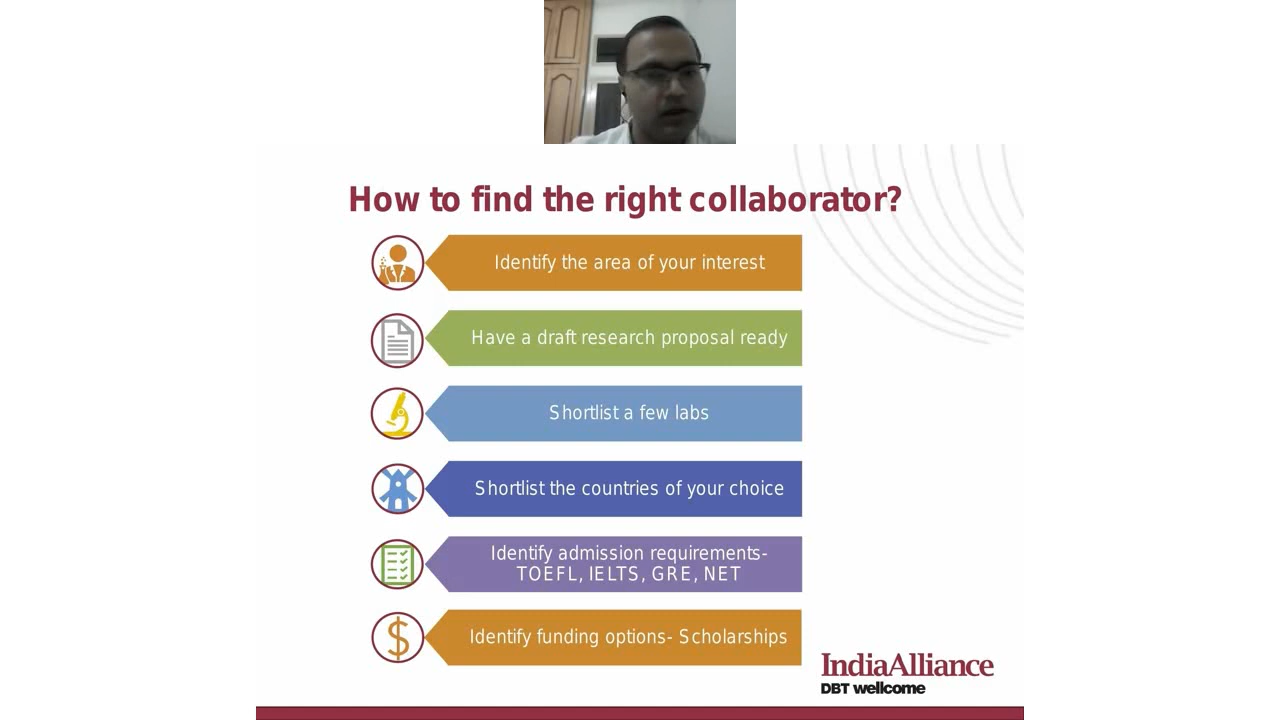 How to find the right collaborator?
Identify the area of your interest
Have a draft research proposal ready
Shortlist a few labs
Shortlist the countries of your choice
Identify admission requirements-
TOEFL, IELTS, GRE, NET
Identify funding options- Scholarships
IndiaAlliance
DBT wellcome